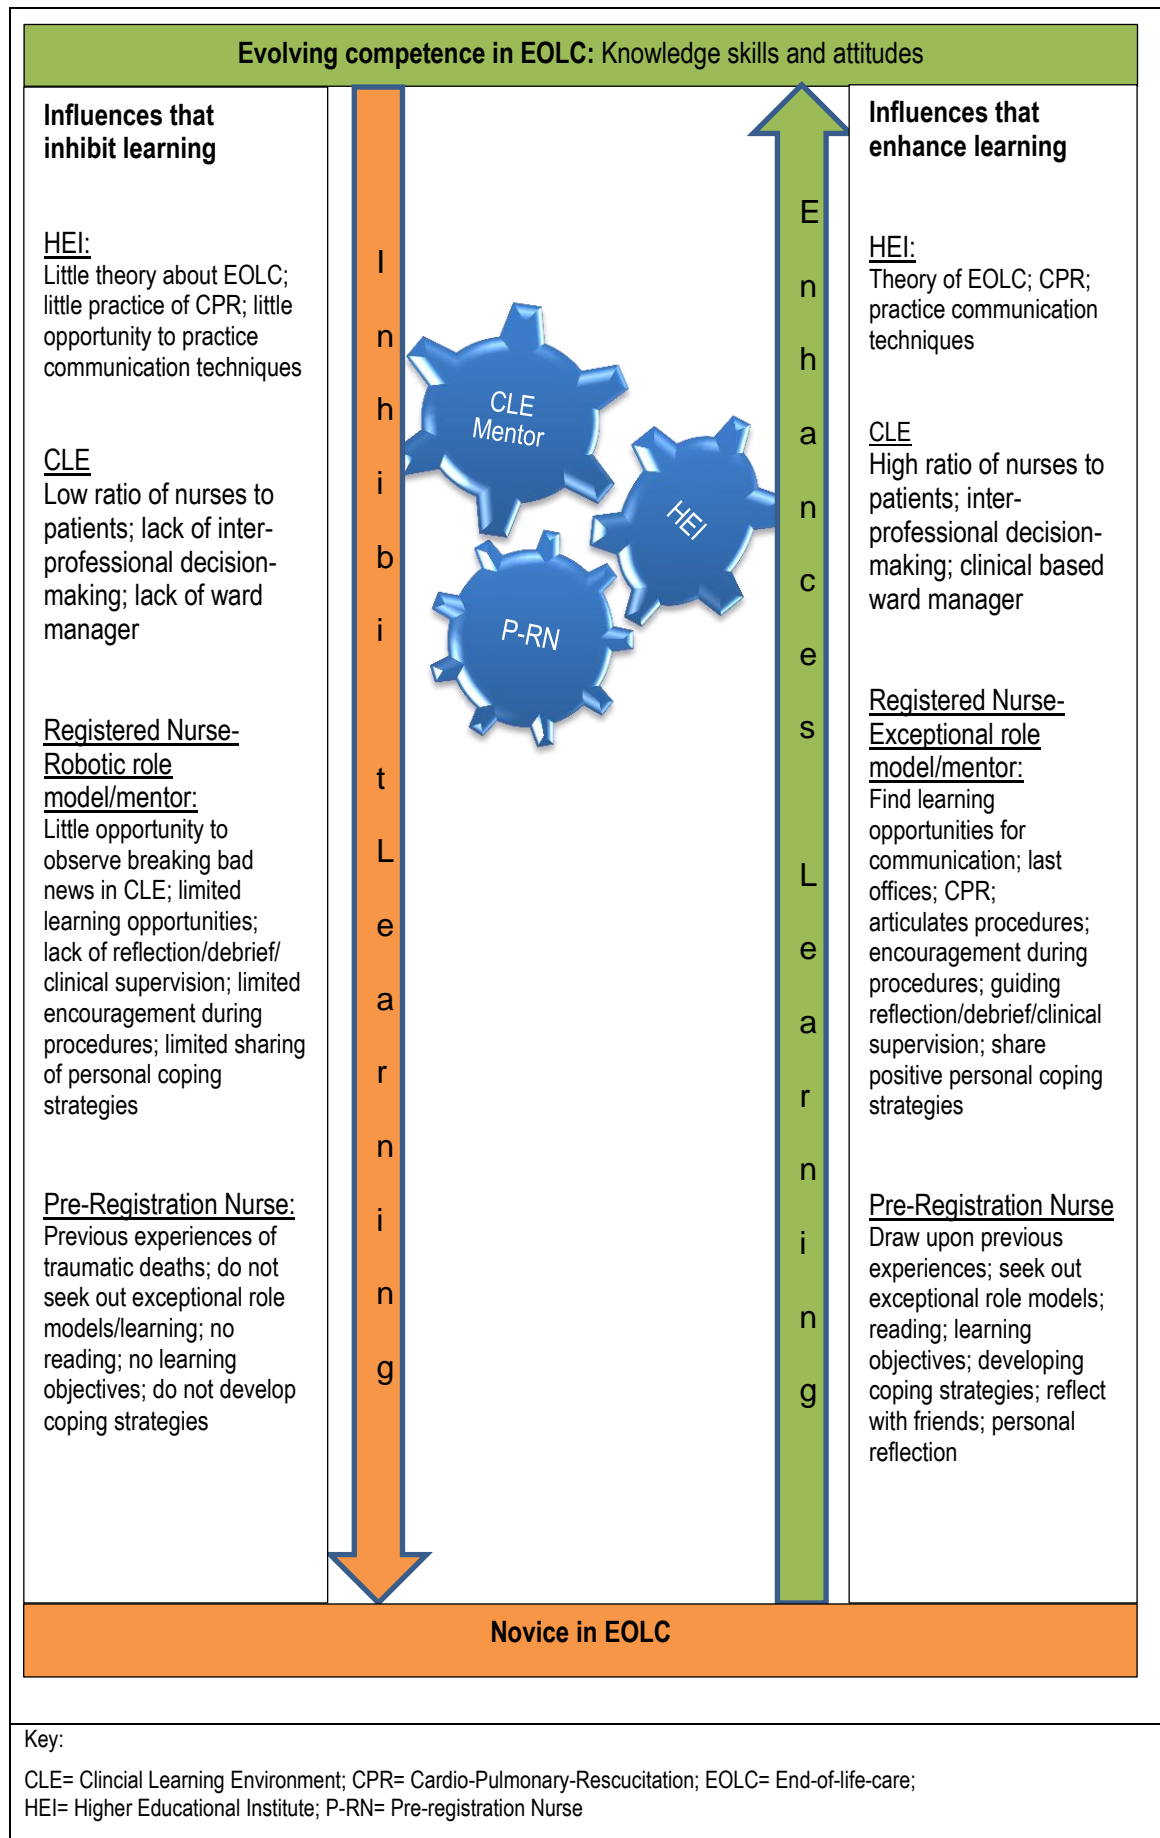 Evolving competence in EOLC: Knowledge skills and attitudes
Influences that
inhibit learning
HEI:
Little theory about EOLC;
little practice of CPR; little
opportunity to practice
communication techniques
CLE
Low ratio of nurses to
patients; lack of inter-
professional decision-
making; lack of ward
manager
Registered Nurse-
Robotic role
model/mentor:
Little opportunity to
observe breaking bad
news in CLE; limited
learning opportunities;
lack of reflection/debrief/
clinical supervision; limited
encouragement during
procedures; limited sharing
of personal coping
strategies
Pre-Registration Nurse:
Previous experiences of
traumatic deaths; do not
seek out exceptional role
models/learning; no
reading; no learning
objectives; do not develop
coping strategies
Inhibit Learning
CLE
Mentor
HEI
P-RN
Enhances Learning
Influences that
enhance learning
HEI:
Theory of EOLC; CPR;
practice communication
techniques
CLE
High ratio of nurses to
patients; inter-
professional decision-
making; clinical based
ward manager
Registered Nurse-
Exceptional role
model/mentor:
Find learning
opportunities for
communication; last
offices; CPR;
articulates procedures;
encouragement during
procedures; guiding
reflection/debrief/clinical
supervision; share
positive personal coping
strategies
Pre-Registration Nurse
Draw upon previous
experiences; seek out
exceptional role models;
reading; learning
objectives; developing
coping strategies; reflect
with friends; personal
reflection
Novice in EOLC
Key:
CLE= Clincial Learning Environment; CPR= Cardio-Pulmonary-Rescucitation; EOLC= End-of-life-care;
HEI= Higher Educational Institute; P-RN= Pre-registration Nurse